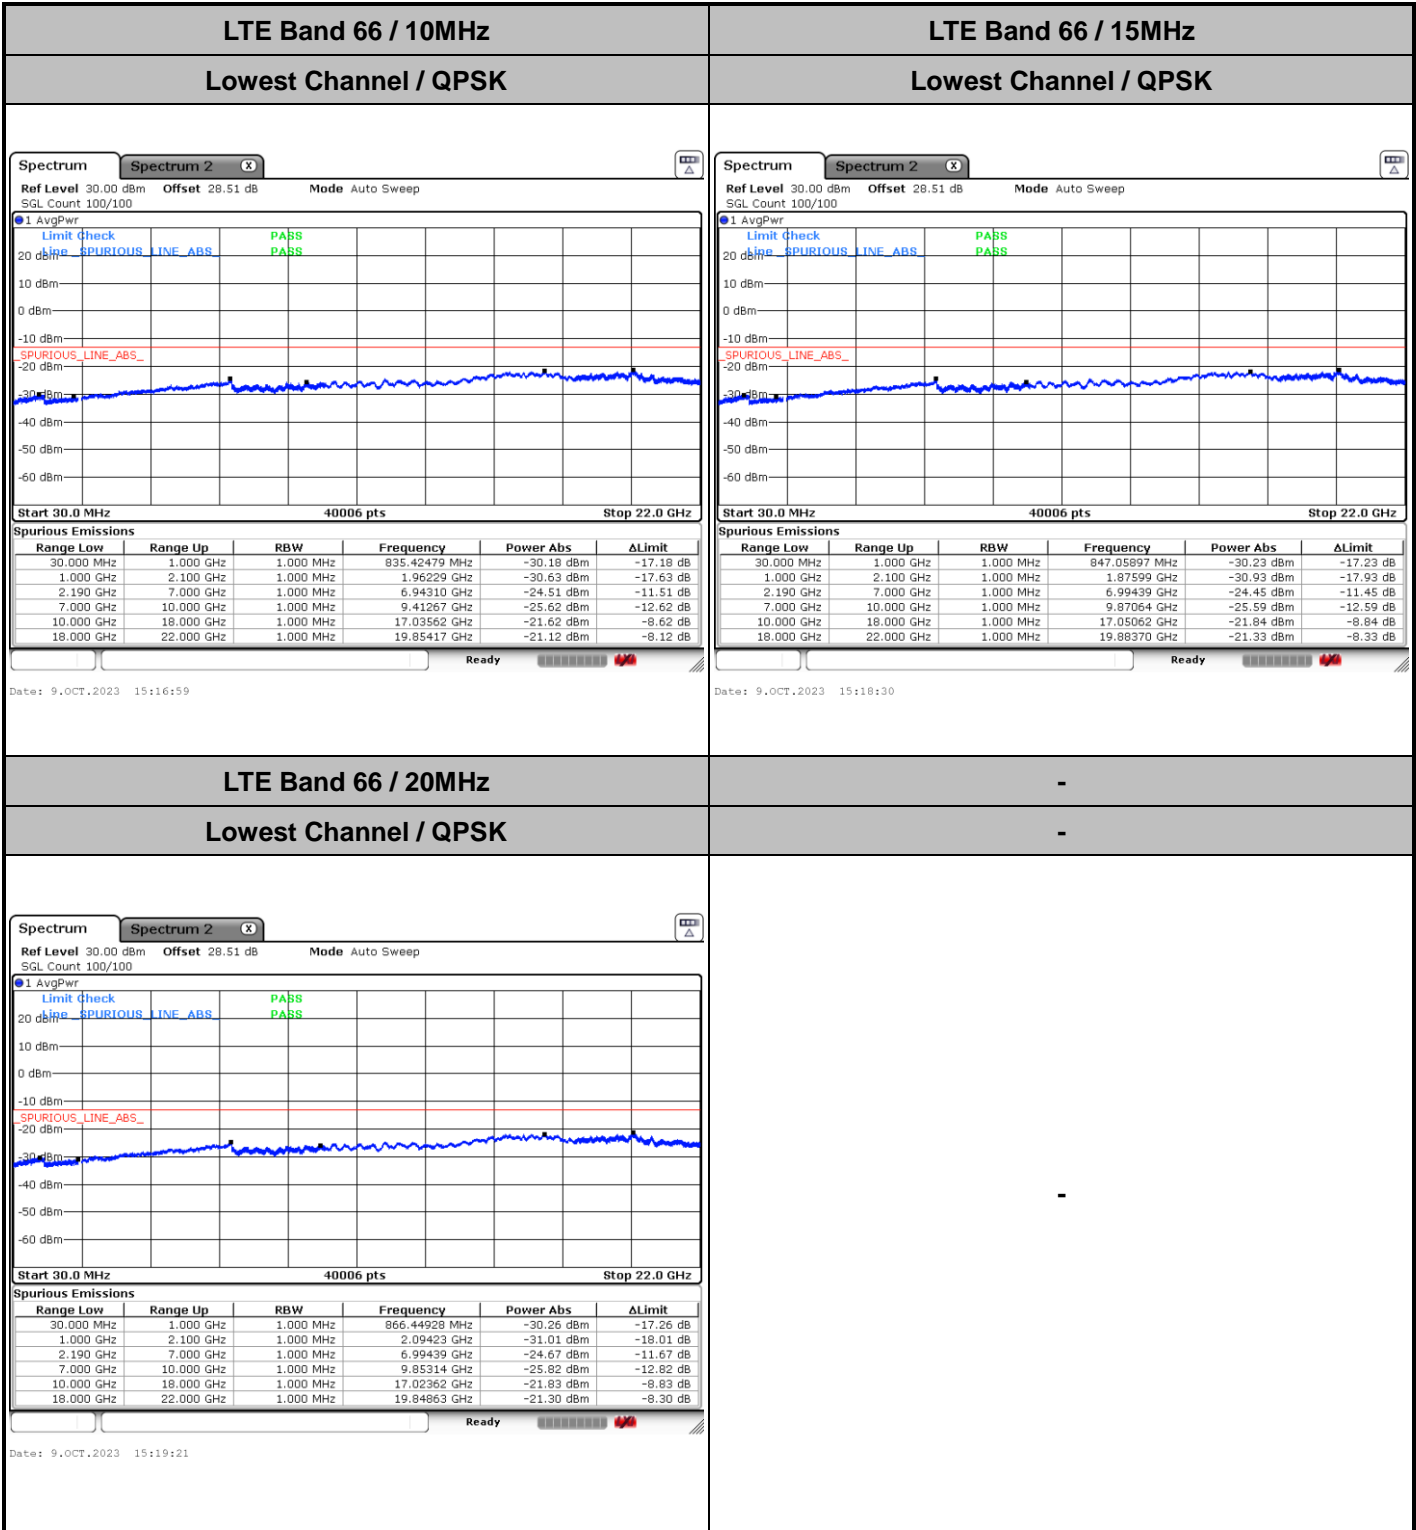 LTE Band 66 / 10MHz
LTE Band 66 / 15MHz
Lowest Channel / QPSK
Lowest Channel / QPSK
Spectrum Spectrum 2 X
Ref Level 30.00 dBm Offset 28.51 dB Mode Auto Sweep
SGL Count 100/100
1 AvgPwr
Limit Check PASS
Line _SPURIOUS_LINE_ABS_ PASS
20 dBm
10 dBm
0 dBm
-10 dBm
_SPURIOUS_LINE_ABS_
-20 dBm
-30 dBm
-40 dBm
-50 dBm
-60 dBm
Start 30.0 MHz 40006 pts Stop 22.0 GHz
Spurious Emissions
Range Low Range Up RBW Frequency Power Abs ΔLimit
30.000 MHz 1.000 GHz 1.000 MHz 835.42479 MHz -30.18 dBm -17.18 dB
1.000 GHz 2.100 GHz 1.000 MHz 1.96229 GHz -30.63 dBm -17.63 dB
2.190 GHz 7.000 GHz 1.000 MHz 6.94310 GHz -24.51 dBm -11.51 dB
7.000 GHz 10.000 GHz 1.000 MHz 9.41267 GHz -25.62 dBm -12.62 dB
10.000 GHz 18.000 GHz 1.000 MHz 17.03562 GHz -21.62 dBm -8.62 dB
18.000 GHz 22.000 GHz 1.000 MHz 19.85417 GHz -21.12 dBm -8.12 dB
Ready
Date: 9.OCT.2023 15:16:59
Spectrum Spectrum 2 X
Ref Level 30.00 dBm Offset 28.51 dB Mode Auto Sweep
SGL Count 100/100
1 AvgPwr
Limit Check PASS
Line _SPURIOUS_LINE_ABS_ PASS
20 dBm
10 dBm
0 dBm
-10 dBm
_SPURIOUS_LINE_ABS_
-20 dBm
-30 dBm
-40 dBm
-50 dBm
-60 dBm
Start 30.0 MHz 40006 pts Stop 22.0 GHz
Spurious Emissions
Range Low Range Up RBW Frequency Power Abs ΔLimit
30.000 MHz 1.000 GHz 1.000 MHz 847.05897 MHz -30.23 dBm -17.23 dB
1.000 GHz 2.100 GHz 1.000 MHz 1.87599 GHz -30.93 dBm -17.93 dB
2.190 GHz 7.000 GHz 1.000 MHz 6.99439 GHz -24.45 dBm -11.45 dB
7.000 GHz 10.000 GHz 1.000 MHz 9.87064 GHz -25.59 dBm -12.59 dB
10.000 GHz 18.000 GHz 1.000 MHz 17.05062 GHz -21.84 dBm -8.84 dB
18.000 GHz 22.000 GHz 1.000 MHz 19.88370 GHz -21.33 dBm -8.33 dB
Ready
Date: 9.OCT.2023 15:18:30
LTE Band 66 / 20MHz
-
Lowest Channel / QPSK
-
Spectrum Spectrum 2 X
Ref Level 30.00 dBm Offset 28.51 dB Mode Auto Sweep
SGL Count 100/100
1 AvgPwr
Limit Check PASS
Line _SPURIOUS_LINE_ABS_ PASS
20 dBm
10 dBm
0 dBm
-10 dBm
_SPURIOUS_LINE_ABS_
-20 dBm
-30 dBm
-40 dBm
-50 dBm
-60 dBm
Start 30.0 MHz 40006 pts Stop 22.0 GHz
Spurious Emissions
Range Low Range Up RBW Frequency Power Abs ΔLimit
30.000 MHz 1.000 GHz 1.000 MHz 866.44928 MHz -30.26 dBm -17.26 dB
1.000 GHz 2.100 GHz 1.000 MHz 2.09423 GHz -31.01 dBm -18.01 dB
2.190 GHz 7.000 GHz 1.000 MHz 6.99439 GHz -24.67 dBm -11.67 dB
7.000 GHz 10.000 GHz 1.000 MHz 9.85314 GHz -25.82 dBm -12.82 dB
10.000 GHz 18.000 GHz 1.000 MHz 17.02362 GHz -21.83 dBm -8.83 dB
18.000 GHz 22.000 GHz 1.000 MHz 19.84863 GHz -21.30 dBm -8.30 dB
Ready
Date: 9.OCT.2023 15:19:21
-